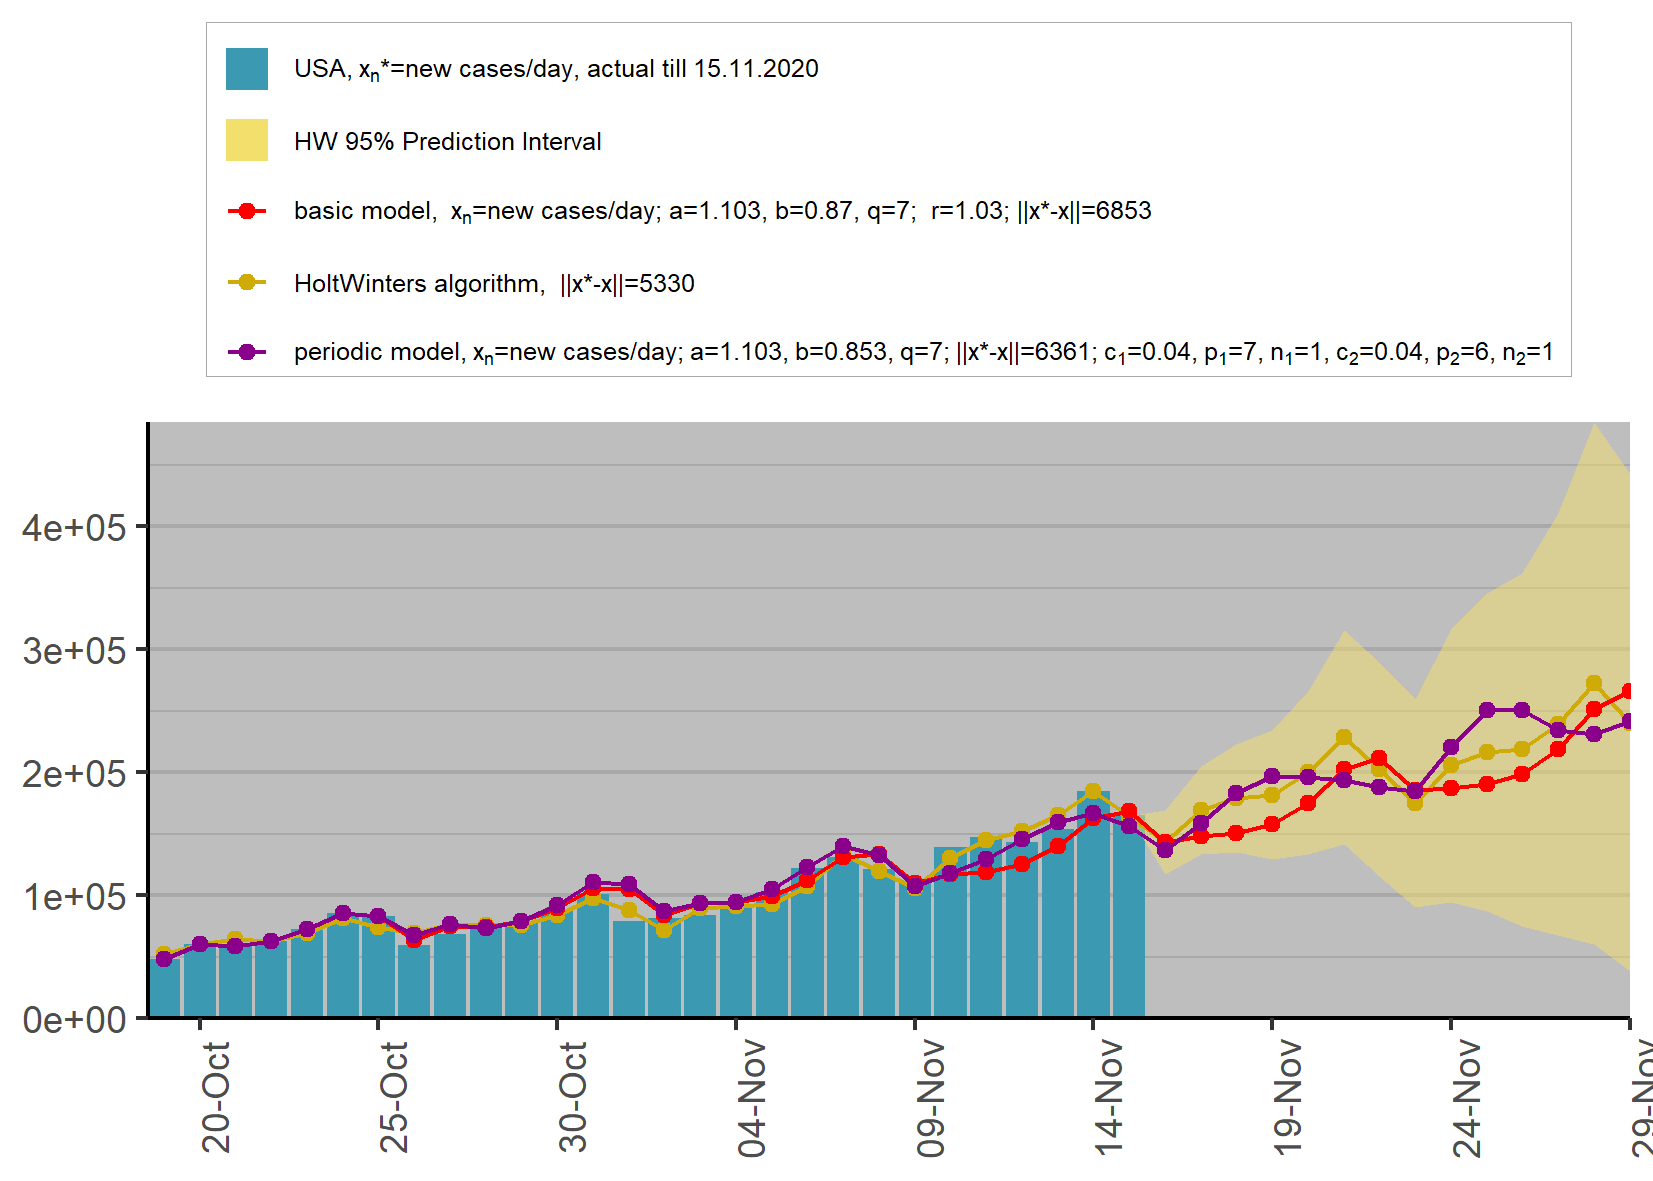 USA, xₙ*=new cases/day, actual till 15.11.2020
HW 95% Prediction Interval
basic model,  xₙ=new cases/day; a=1.103, b=0.87, q=7;  r=1.03; ||x*-x||=6853
HoltWinters algorithm,  ||x*-x||=5330
periodic model, xₙ=new cases/day; a=1.103, b=0.853, q=7; ||x*-x||=6361; c₁=0.04, p₁=7, n₁=1, c₂=0.04, p₂=6, n₂=1
4e+05
3e+05
2e+05
1e+05
0e+00
20-Oct
25-Oct
30-Oct
04-Nov
09-Nov
14-Nov
19-Nov
24-Nov
29-Nov